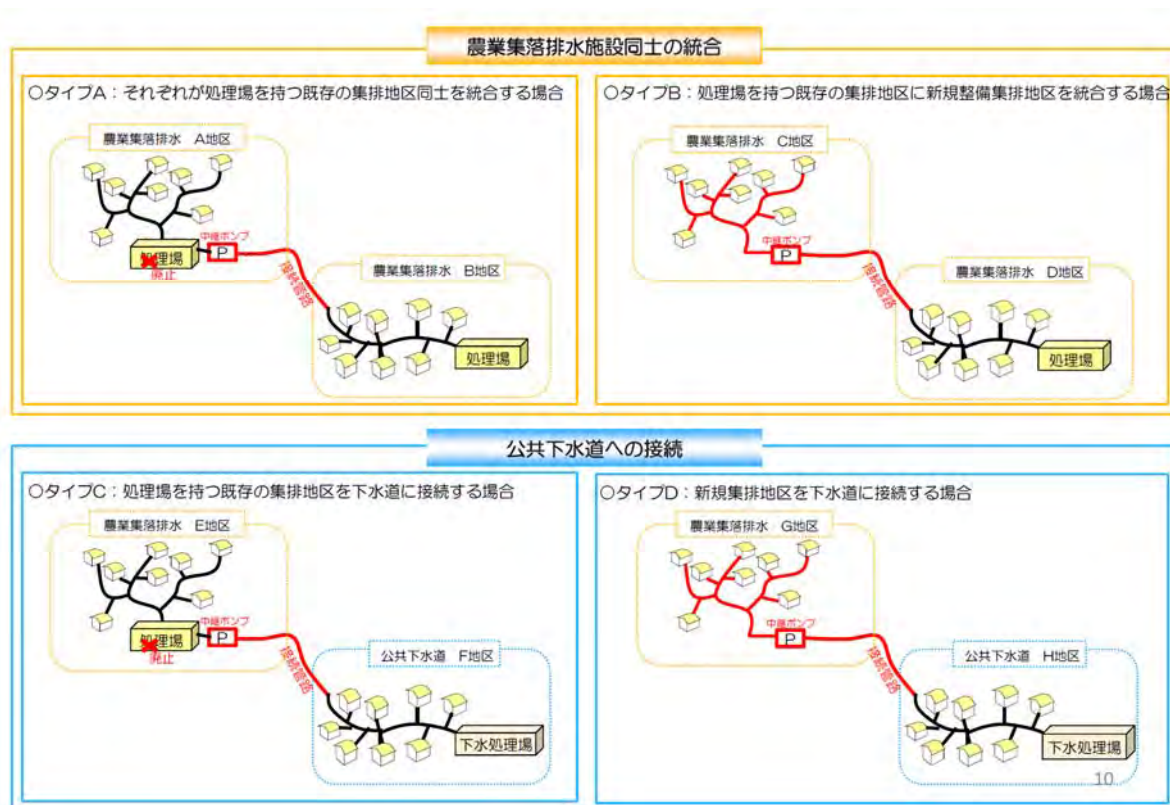 農業集落排水施設同士の統合
○タイプA：それぞれが処理場を持つ既存の集排地区同士を統合する場合
農業集落排水　A地区
中継ポンプ
P
処理場
廃止
接続管路
農業集落排水　B地区
処理場
○タイプB：処理場を持つ既存の集排地区に新規整備集排地区を統合する場合
農業集落排水　C地区
中継ポンプ
P
接続管路
農業集落排水　D地区
処理場
公共下水道への接続
○タイプC：処理場を持つ既存の集排地区を下水道に接続する場合
農業集落排水　E地区
中継ポンプ
P
処理場
廃止
接続管路
公共下水道　F地区
下水処理場
○タイプD：新規集排地区を下水道に接続する場合
農業集落排水　G地区
中継ポンプ
P
接続管路
公共下水道　H地区
下水処理場
10